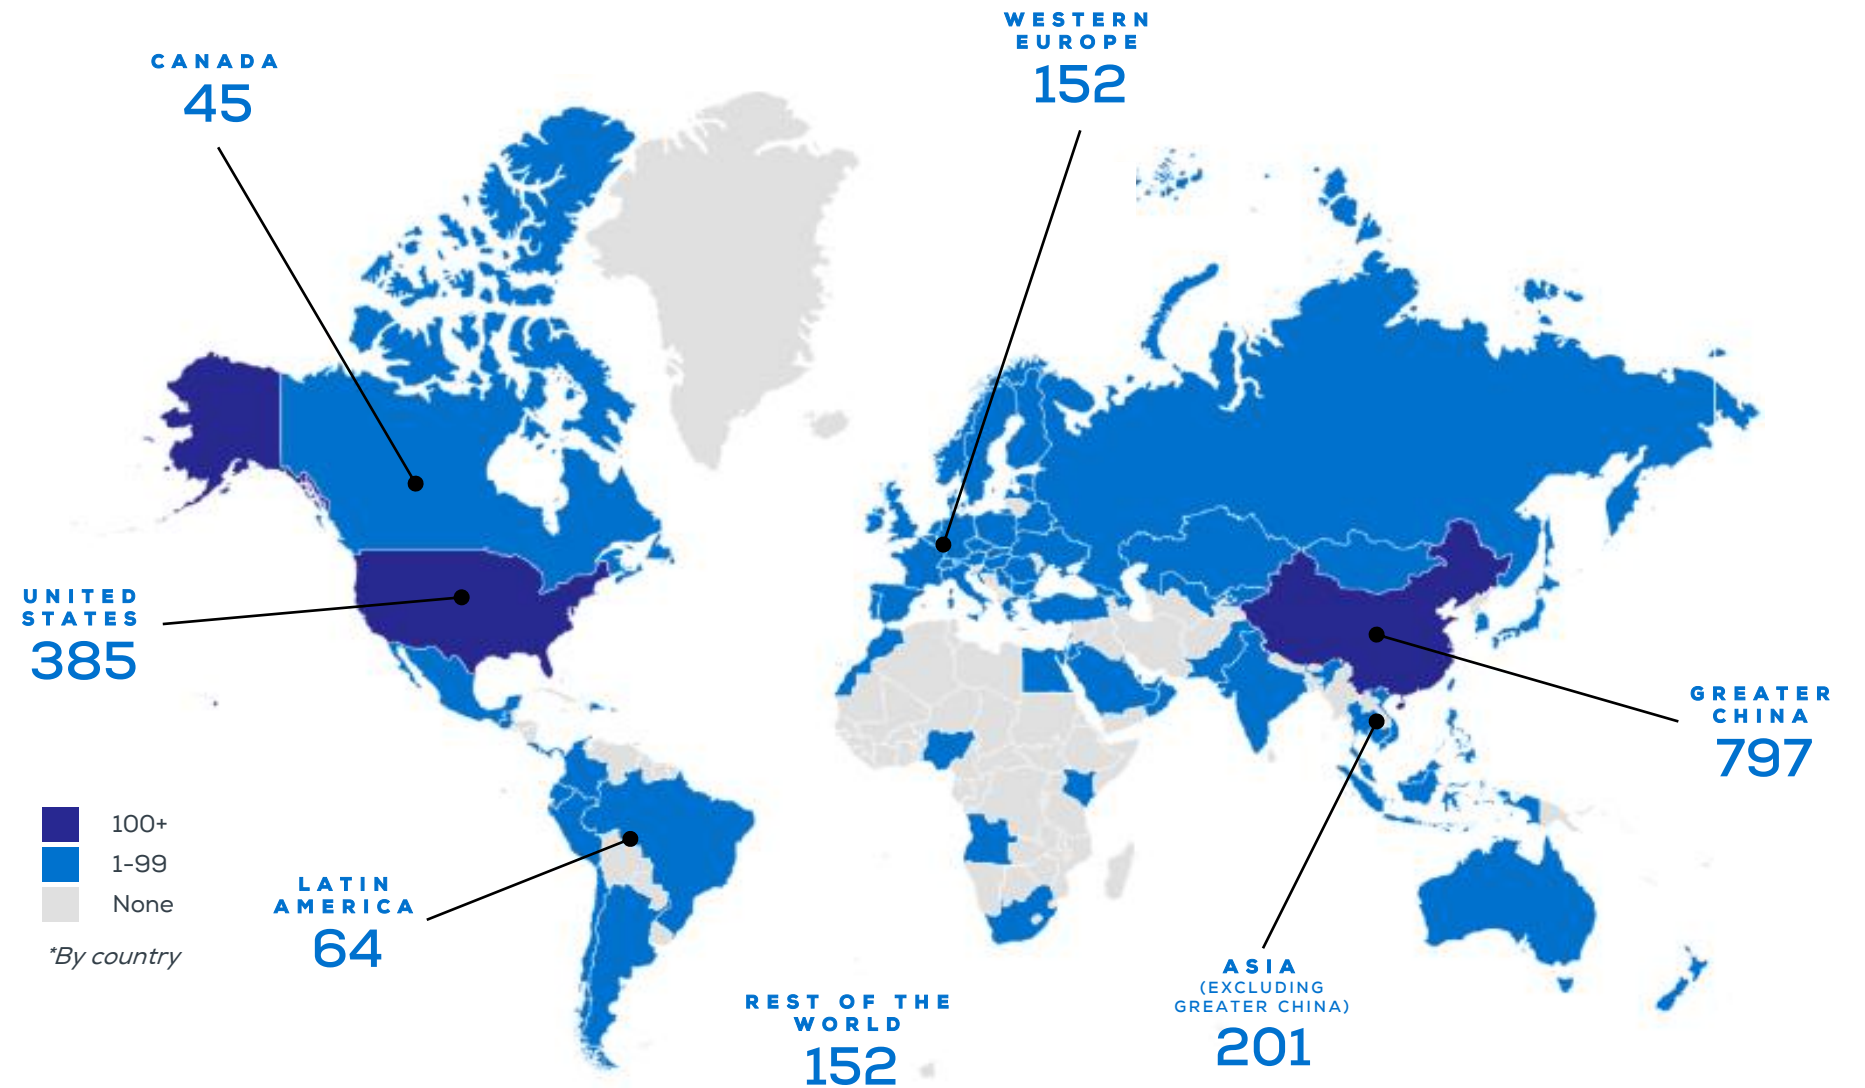 WESTERN
EUROPE
152
CANADA
45
UNITED
STATES
385
GREATER
CHINA
797
100+
1-99
None
*By country
LATIN
AMERICA
64
REST OF THE
WORLD
152
ASIA
(EXCLUDING
GREATER CHINA)
201